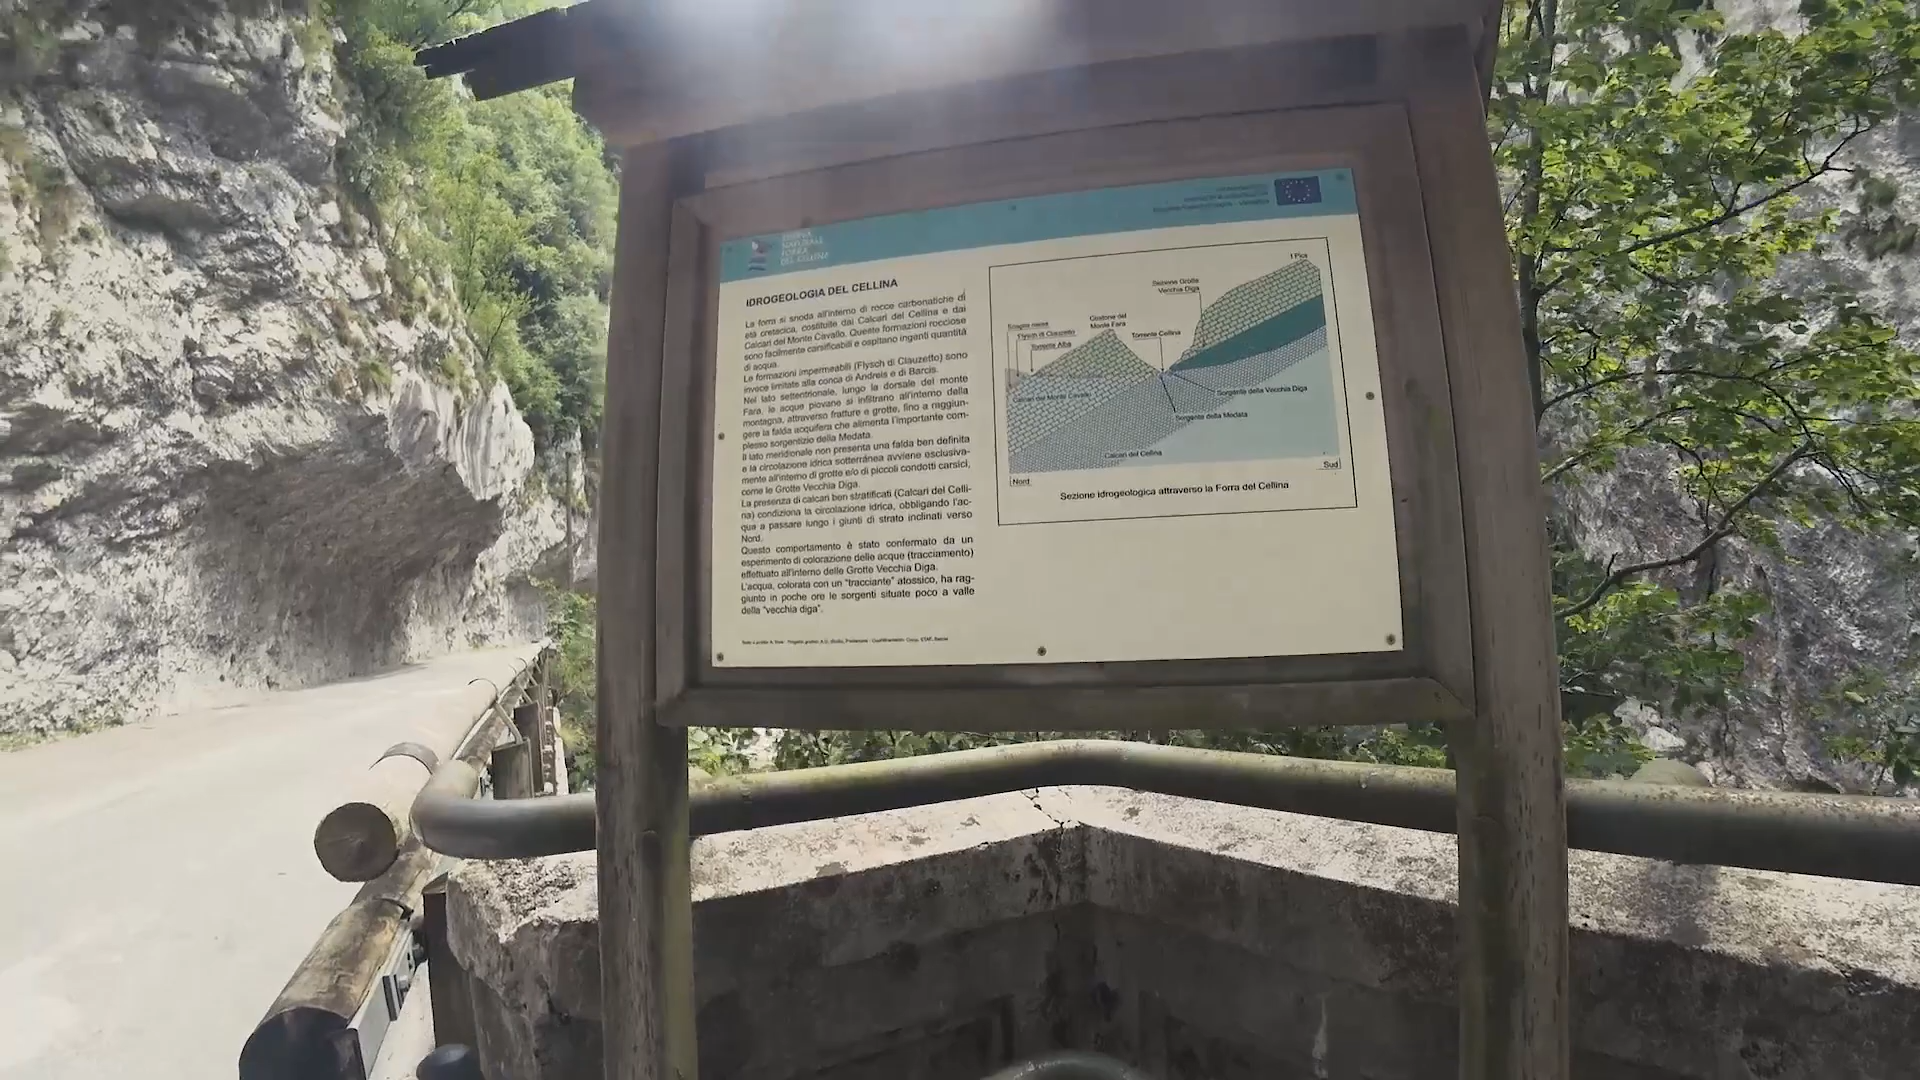 NATURALE
FORRA
DEL CELLINA
IDROGEOLOGIA DEL CELLINA
La forra si snoda all'interno di rocce carbonatiche di
età cretacica, costituite dai Calcari del Cellina e dai
Calcari del Monte Cavallo. Queste formazioni rocciose
sono facilmente carsificabili e ospitano ingenti quantità
di acqua.
Le formazioni impermeabili (Flysch di Clauzetto) sono
invece limitate alla conca di Andreis e di Barcis.
Nel lato settentrionale, lungo la dorsale del monte
Fara, le acque piovane si infiltrano all'interno della
montagna, attraverso fratture e grotte, fino a raggiun-
gere la falda acquifera che alimenta l'importante com-
plesso sorgentizio della Medata.
Il lato meridionale non presenta una falda ben definita
e la circolazione idrica sotterranea avviene esclusiva-
mente all'interno di grotte e/o di piccoli condotti carsici,
come le Grotte Vecchia Diga.
La presenza di calcari ben stratificati (Calcari del Celli-
na) condiziona la circolazione idrica, obbligando l'ac-
qua a passare lungo i giunti di strato inclinati verso
Nord.
Questo comportamento è stato confermato da un
esperimento di colorazione delle acque (tracciamento)
effettuato all'interno delle Grotte Vecchia Diga.
L'acqua, colorata con un "tracciante" atossico, ha rag-
giunto in poche ore le sorgenti situate poco a valle
della "vecchia diga".
I Pics
Sezione Grotte
Vecchia Diga
Costone del
Monte Fara
Flysch di Clauzetto
Torrente Alba
Torrente Cellina
Calcari del Monte Cavallo
Sorgente della Vecchia Diga
Sorgente della Medata
Calcari del Cellina
Nord
Sud
Sezione idrogeologica attraverso la Forra del Cellina